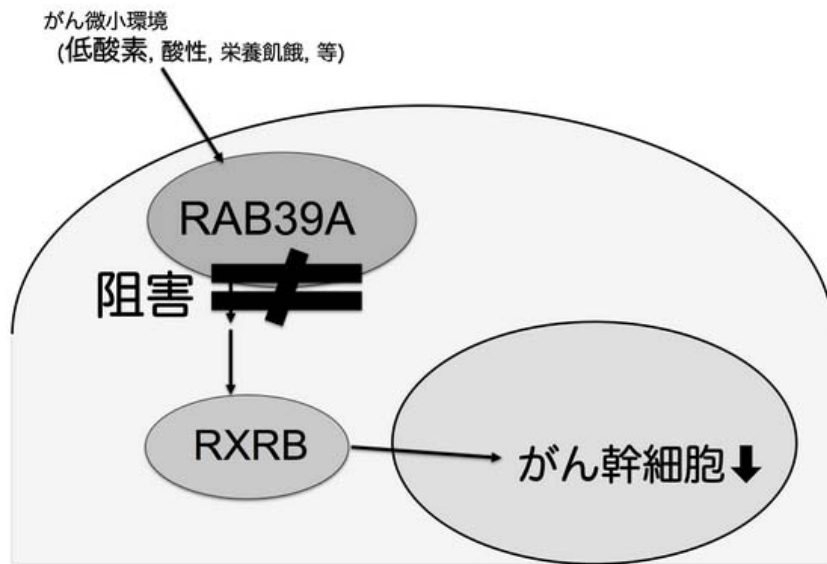 がん微小環境
(低酸素, 酸性, 栄養飢餓, 等)
RAB39A
阻害
RXRB
がん幹細胞⬇